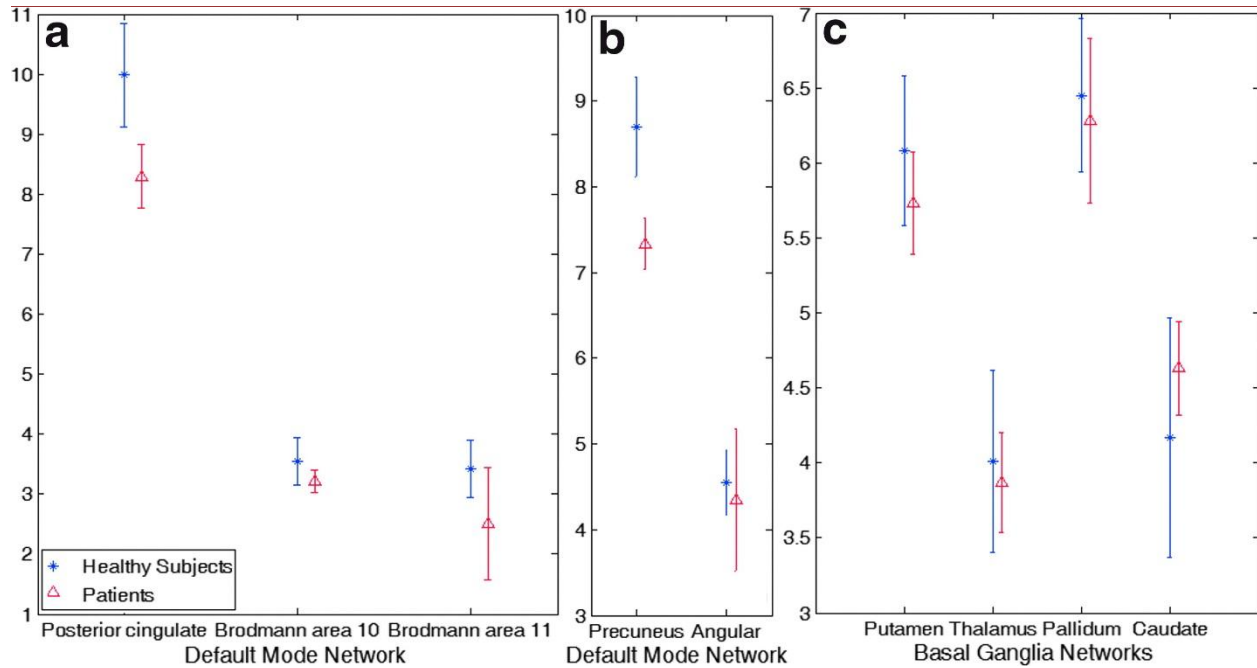 a
11
10
9
8
7
6
5
4
3
2
1
Healthy Subjects
Patients
Posterior cingulate Brodmann area 10 Brodmann area 11
Default Mode Network
b
10
9
8
7
6
5
4
3
Precuneus Angular
Default Mode Network
c
7
6.5
6
5.5
5
4.5
4
3.5
3
Putamen Thalamus Pallidum Caudate
Basal Ganglia Networks